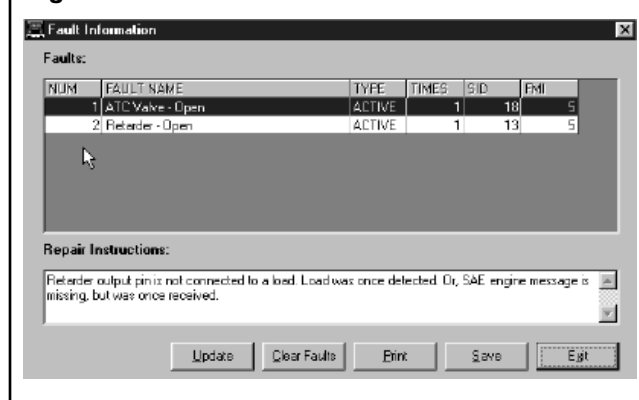 Fault Information
Faults:
NUM FAULT NAME TYPE TIMES SID FMI
1 ATC Valve - Open ACTIVE 1 18 5
2 Retarder - Open ACTIVE 1 13 5
Repair Instructions:
Retarder output pin is not connected to a load. Load was once detected. Or, SAE engine message is
missing, but was once received.
Update Clear Faults Print Save Exit